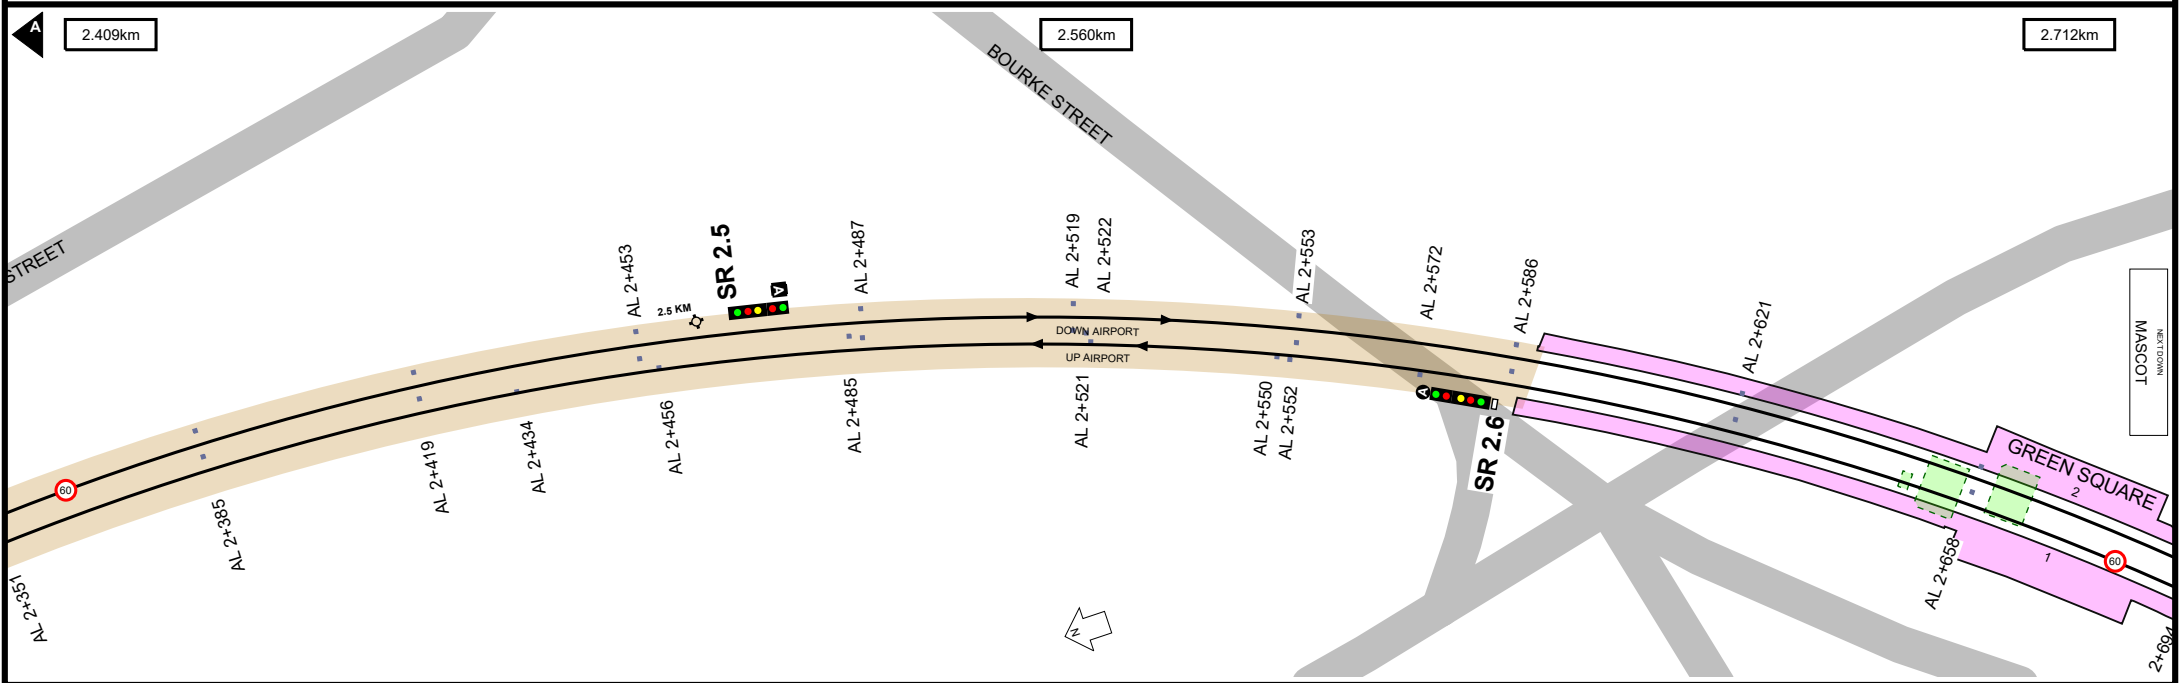 A
2.409km
2.560km
2.712km
BOURKE STREET
STREET
AL 2+453
2.5 KM
SR 2.5
A
AL 2+487
AL 2+519
AL 2+522
AL 2+553
AL 2+572
AL 2+586
AL 2+621
NEXT DOWN
MASCOT
DOWN AIRPORT
UP AIRPORT
60
AL 2+351
AL 2+385
AL 2+419
AL 2+434
AL 2+456
AL 2+485
AL 2+521
AL 2+550
AL 2+552
A
SR 2.6
GREEN SQUARE
2
1
60
AL 2+658
2+694
N